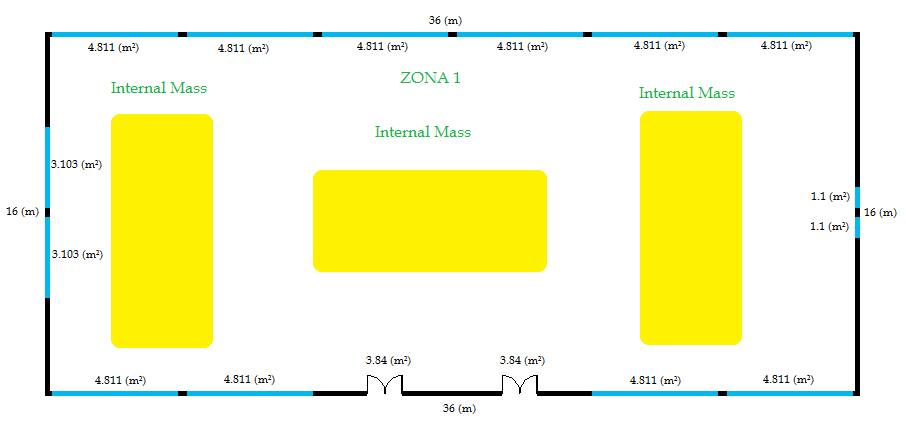 36 (m)
4.811 (m²)
4.811 (m²)
4.811 (m²)
4.811 (m²)
4.811 (m²)
4.811 (m²)
ZONA 1
Internal Mass
Internal Mass
Internal Mass
3.103 (m²)
1.1 (m²)
16 (m)
16 (m)
1.1 (m²)
3.103 (m²)
3.84 (m²)
3.84 (m²)
4.811 (m²)
4.811 (m²)
4.811 (m²)
4.811 (m²)
36 (m)